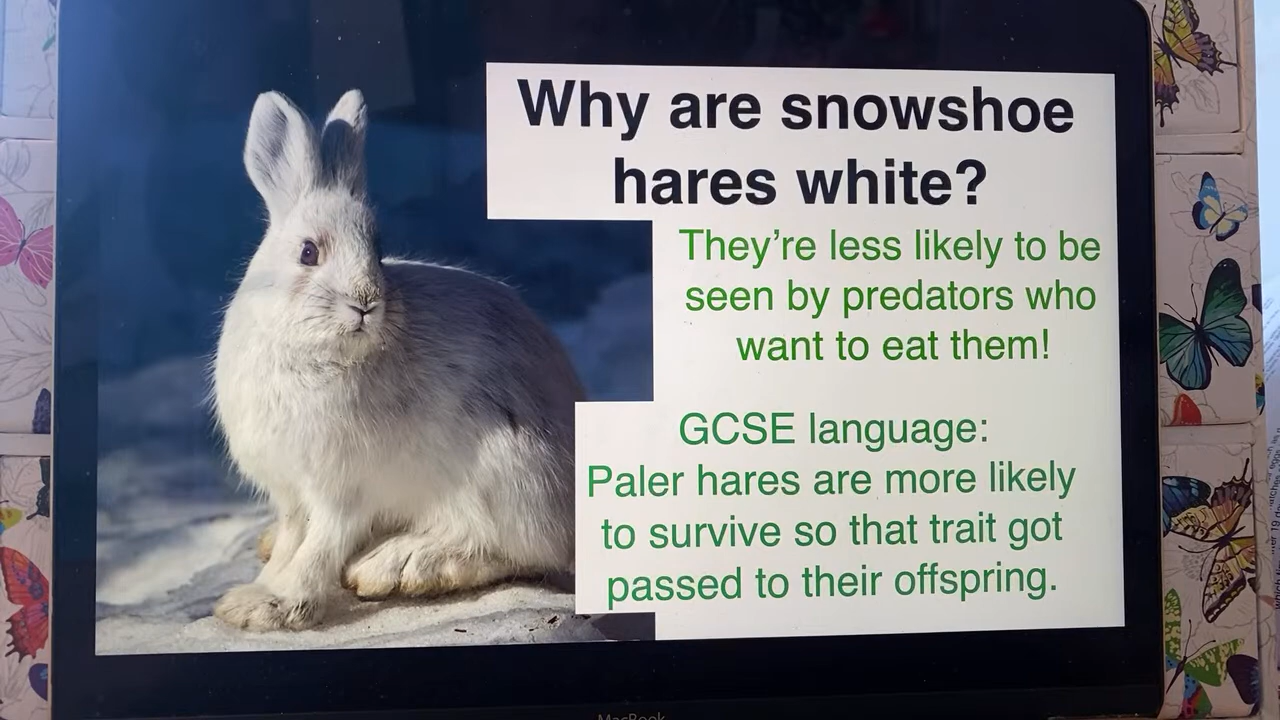 Why are snowshoe
hares white?
They're less likely to be
seen by predators who
want to eat them!
GCSE language:
Paler hares are more likely
to survive so that trait got
passed to their offspring.
MacBook